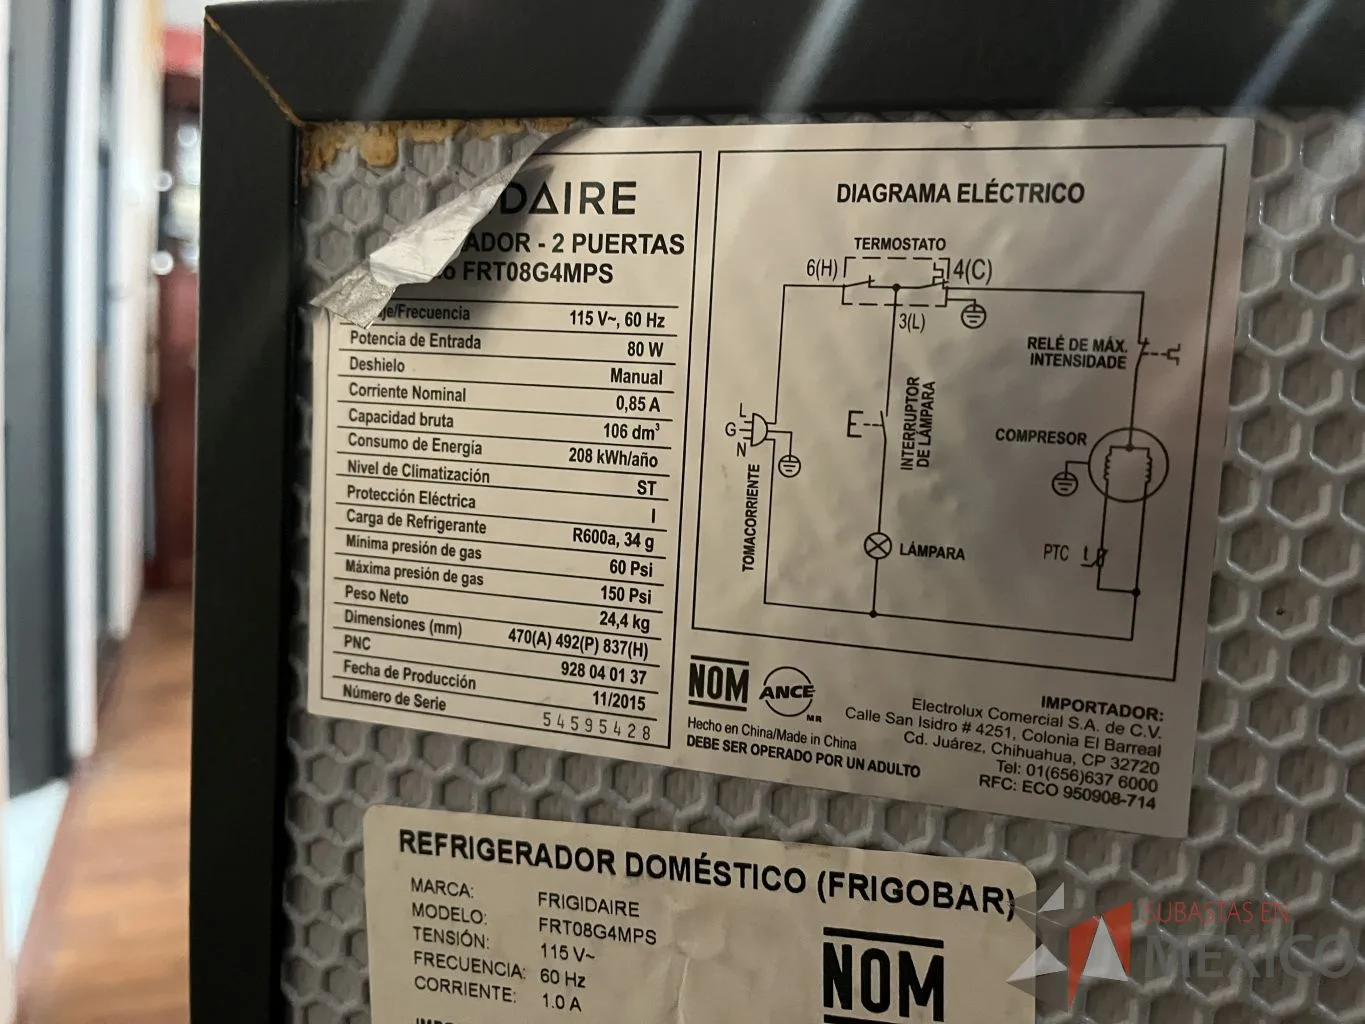 DAIRE
ADOR - 2 PUERTAS
FRT08G4MPS
je/Frecuencia 115 V~, 60 Hz
Potencia de Entrada 80 W
Deshielo Manual
Corriente Nominal 0,85 A
Capacidad bruta 106 dm³
Consumo de Energía 208 kWh/año
Nivel de Climatización ST
Protección Eléctrica I
Carga de Refrigerante R600a, 34 g
Mínima presión de gas 60 Psi
Máxima presión de gas 150 Psi
Peso Neto 24,4 kg
Dimensiones (mm) 470(A) 492(P) 837(H)
PNC 928 04 01 37
Fecha de Producción 11/2015
Número de Serie 54595428
DIAGRAMA ELÉCTRICO
TERMOSTATO
6(H) 4(C)
3(L)
RELÉ DE MÁX.
INTENSIDADE
INTERRUPTOR
DE LÁMPARA
COMPRESOR
L
G
N
TOMACORRIENTE
LÁMPARA
PTC
NOM ANCE MR
Hecho en China/Made in China
DEBE SER OPERADO POR UN ADULTO
IMPORTADOR:
Electrolux Comercial S.A. de C.V.
Calle San Isidro # 4251, Colonia El Barreal
Cd. Juárez, Chihuahua, CP 32720
Tel: 01(656)637 6000
RFC: ECO 950908-714
REFRIGERADOR DOMÉSTICO (FRIGOBAR)
MARCA: FRIGIDAIRE
MODELO: FRT08G4MPS
TENSIÓN: 115 V~
FRECUENCIA: 60 Hz
CORRIENTE: 1.0 A
NOM
SUBASTAS EN
MÉXICO